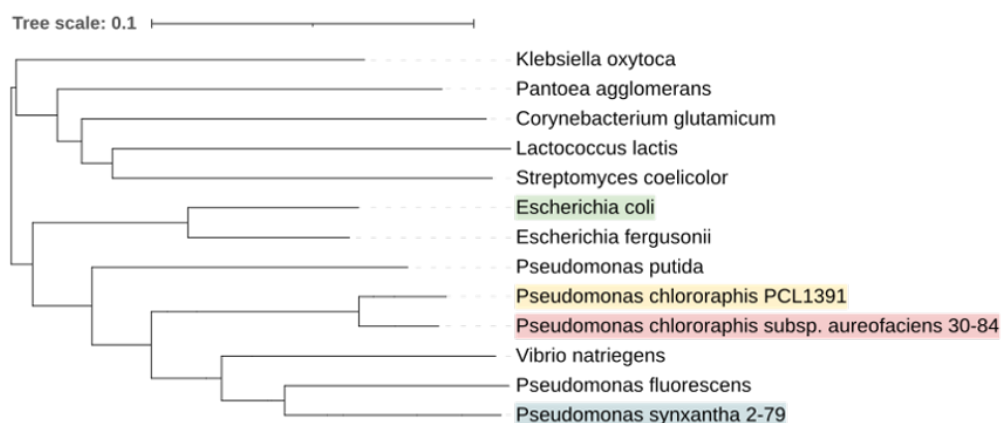 Tree scale: 0.1
Klebsiella oxytoca
Pantoea agglomerans
Corynebacterium glutamicum
Lactococcus lactis
Streptomyces coelicolor
Escherichia coli
Escherichia fergusonii
Pseudomonas putida
Pseudomonas chlororaphis PCL1391
Pseudomonas chlororaphis subsp. aureofaciens 30-84
Vibrio natriegens
Pseudomonas fluorescens
Pseudomonas synxantha 2-79